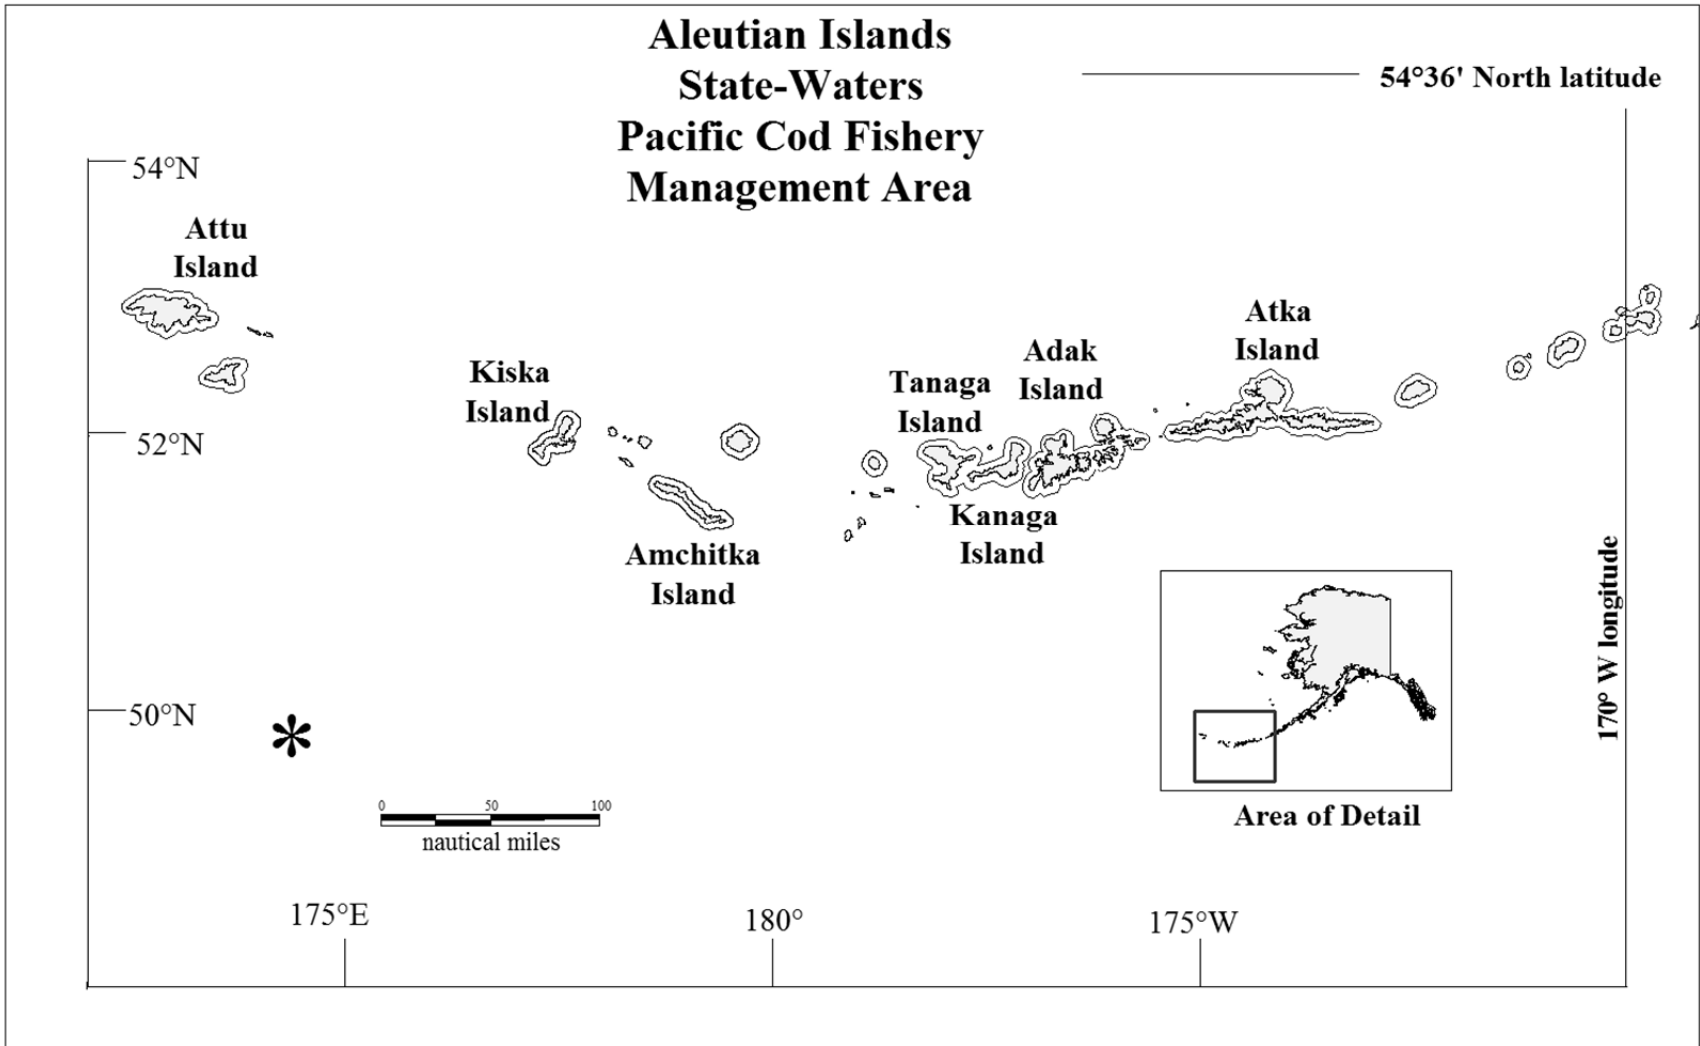 Aleutian Islands
State-Waters
Pacific Cod Fishery
Management Area
54°36' North latitude
54°N
Attu
Island
Atka
Island
Adak
Island
Kiska
Island
Tanaga
Island
52°N
Kanaga
Island
Amchitka
Island
170° W longitude
50°N
*
0 50 100
nautical miles
Area of Detail
175°E
180°
175°W